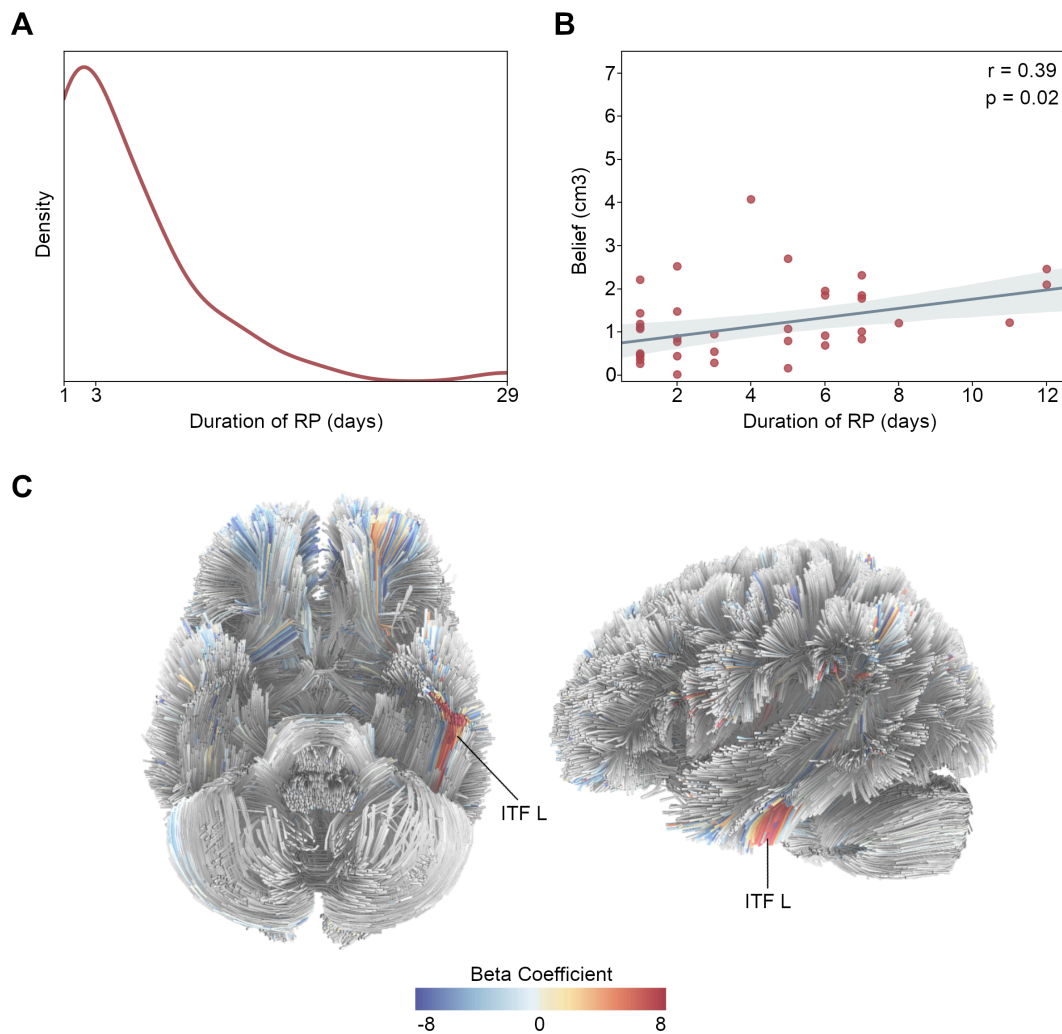 A
Density
1
3
29
Duration of RP (days)
B
r = 0.39
p = 0.02
7
6
5
4
3
2
1
0
Belief (cm3)
2
4
6
8
10
12
Duration of RP (days)
C
ITF L
ITF L
Beta Coefficient
-8
0
8